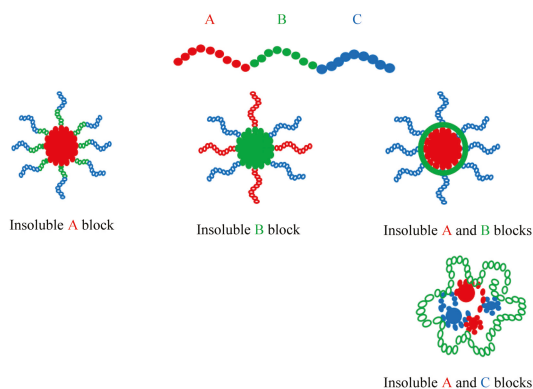 A B C
Insoluble A block
Insoluble B block
Insoluble A and B blocks
Insoluble A and C blocks